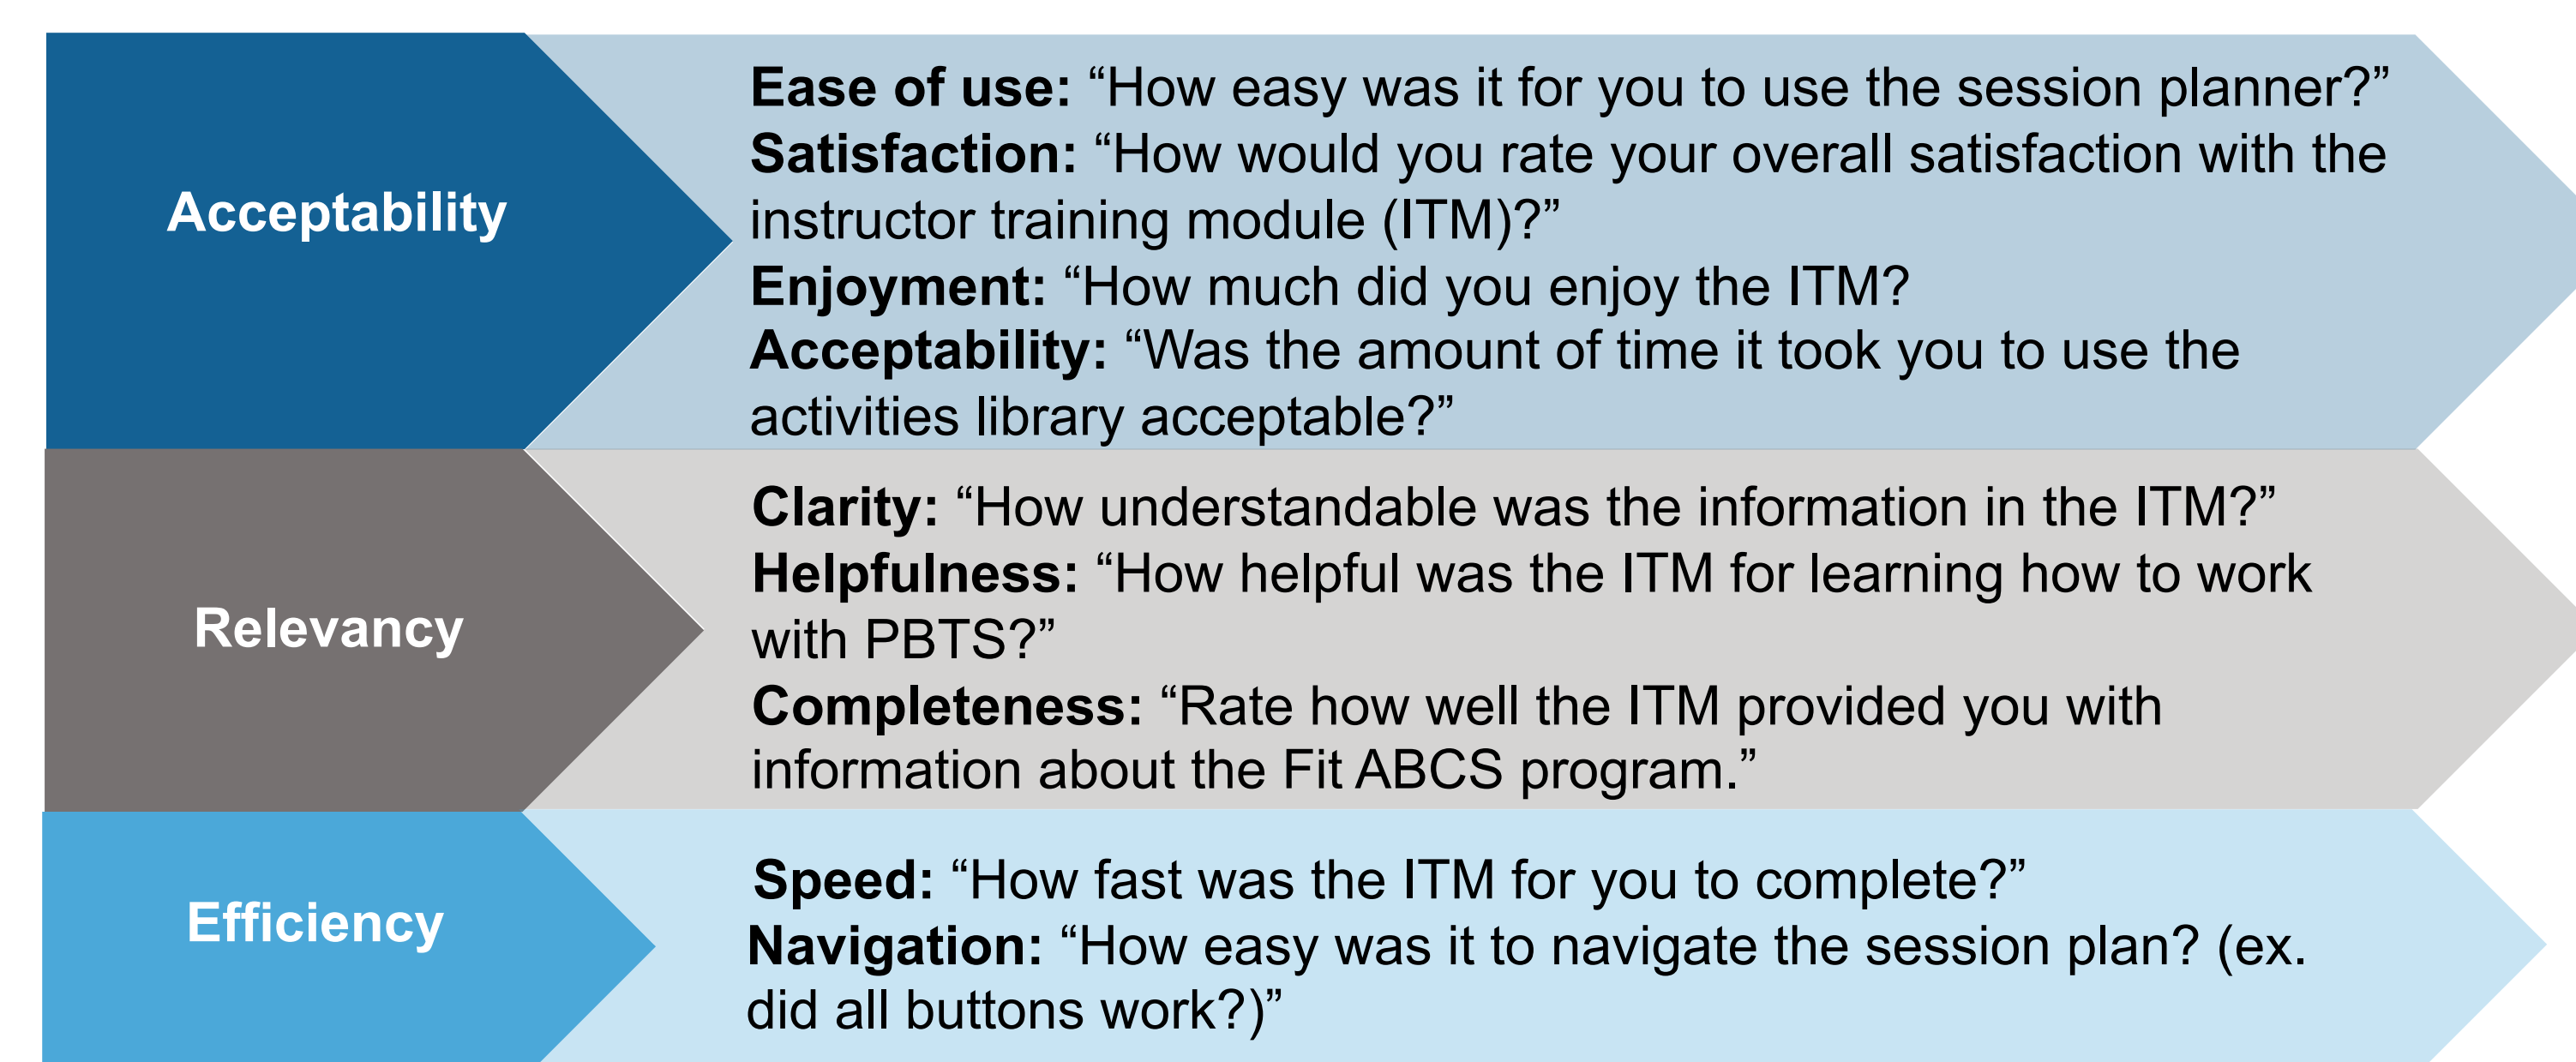 Acceptability
Ease of use: “How easy was it for you to use the session planner?”
Satisfaction: “How would you rate your overall satisfaction with the
instructor training module (ITM)?”
Enjoyment: “How much did you enjoy the ITM?
Acceptability: “Was the amount of time it took you to use the
activities library acceptable?”
Relevancy
Clarity: “How understandable was the information in the ITM?”
Helpfulness: “How helpful was the ITM for learning how to work
with PBTS?”
Completeness: “Rate how well the ITM provided you with
information about the Fit ABCS program.”
Efficiency
Speed: “How fast was the ITM for you to complete?”
Navigation: “How easy was it to navigate the session plan? (ex.
did all buttons work?)”